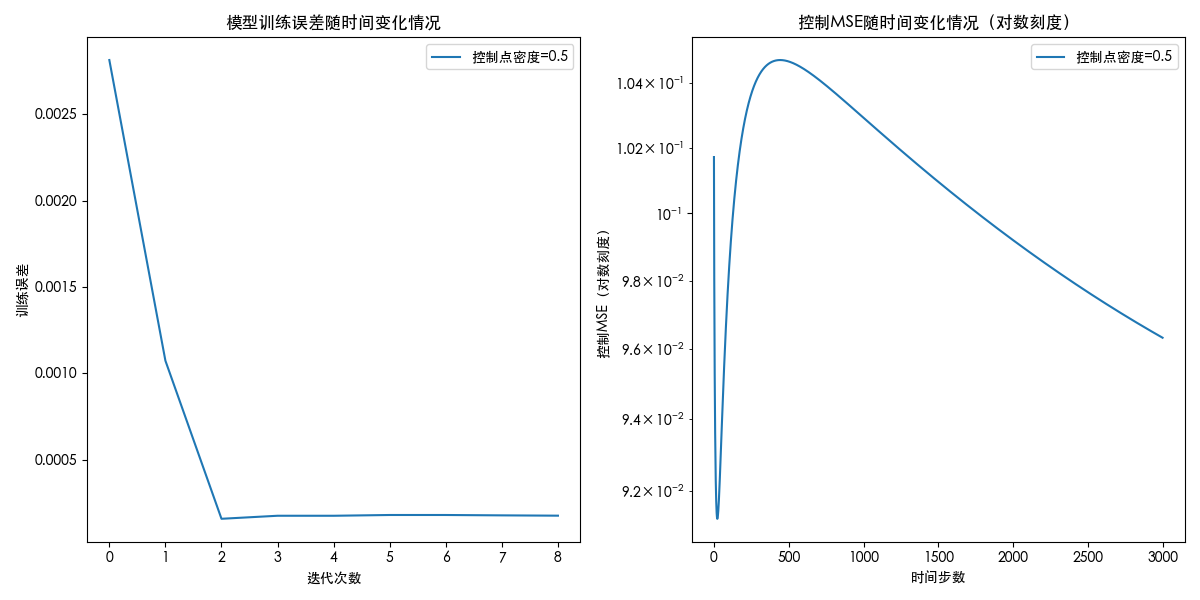 模型训练误差随时间变化情况
控制点密度=0.5
0.0025
0.0020
0.0015
0.0010
0.0005
训练误差
0 1 2 3 4 5 6 7 8
迭代次数
控制MSE随时间变化情况（对数刻度）
控制点密度=0.5
1.04×10⁻¹
1.02×10⁻¹
10⁻¹
9.8×10⁻²
9.6×10⁻²
9.4×10⁻²
9.2×10⁻²
控制MSE（对数刻度）
0 500 1000 1500 2000 2500 3000
时间步数